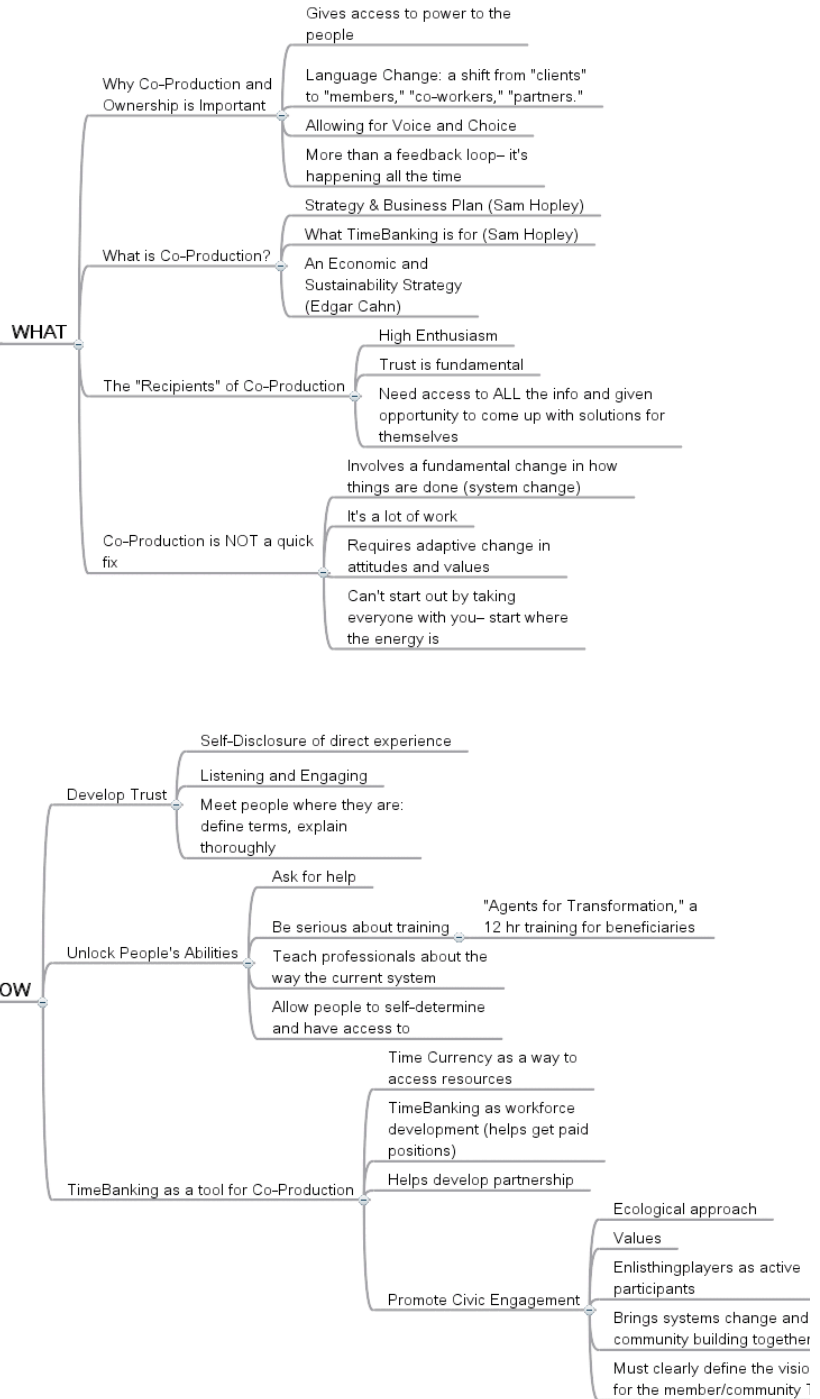 WHAT
Why Co-Production and
Ownership is Important
Gives access to power to the
people
Language Change: a shift from "clients"
to "members," "co-workers," "partners."
Allowing for Voice and Choice
More than a feedback loop– it's
happening all the time
What is Co-Production?
Strategy & Business Plan (Sam Hopley)
What TimeBanking is for (Sam Hopley)
An Economic and
Sustainability Strategy
(Edgar Cahn)
The "Recipients" of Co-Production
High Enthusiasm
Trust is fundamental
Need access to ALL the info and given
opportunity to come up with solutions for
themselves
Co-Production is NOT a quick
fix
Involves a fundamental change in how
things are done (system change)
It's a lot of work
Requires adaptive change in
attitudes and values
Can't start out by taking
everyone with you– start where
the energy is
OW
Develop Trust
Self-Disclosure of direct experience
Listening and Engaging
Meet people where they are:
define terms, explain
thoroughly
Unlock People's Abilities
Ask for help
Be serious about training
"Agents for Transformation," a
12 hr training for beneficiaries
Teach professionals about the
way the current system
Allow people to self-determine
and have access to
TimeBanking as a tool for Co-Production
Time Currency as a way to
access resources
TimeBanking as workforce
development (helps get paid
positions)
Helps develop partnership
Promote Civic Engagement
Ecological approach
Values
Enlisthingplayers as active
participants
Brings systems change and
community building together
Must clearly define the visio
for the member/community